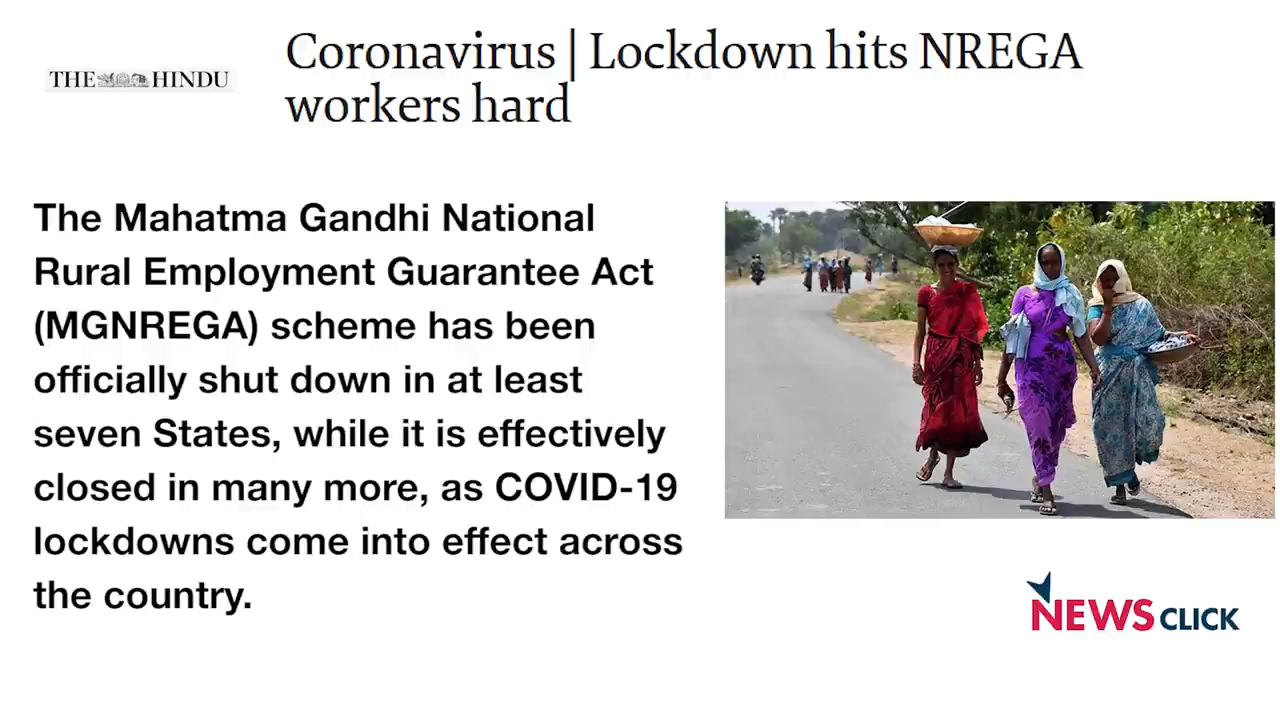 THE HINDU
Coronavirus | Lockdown hits NREGA
workers hard
The Mahatma Gandhi National
Rural Employment Guarantee Act
(MGNREGA) scheme has been
officially shut down in at least
seven States, while it is effectively
closed in many more, as COVID-19
lockdowns come into effect across
the country.
NEWSCLICK